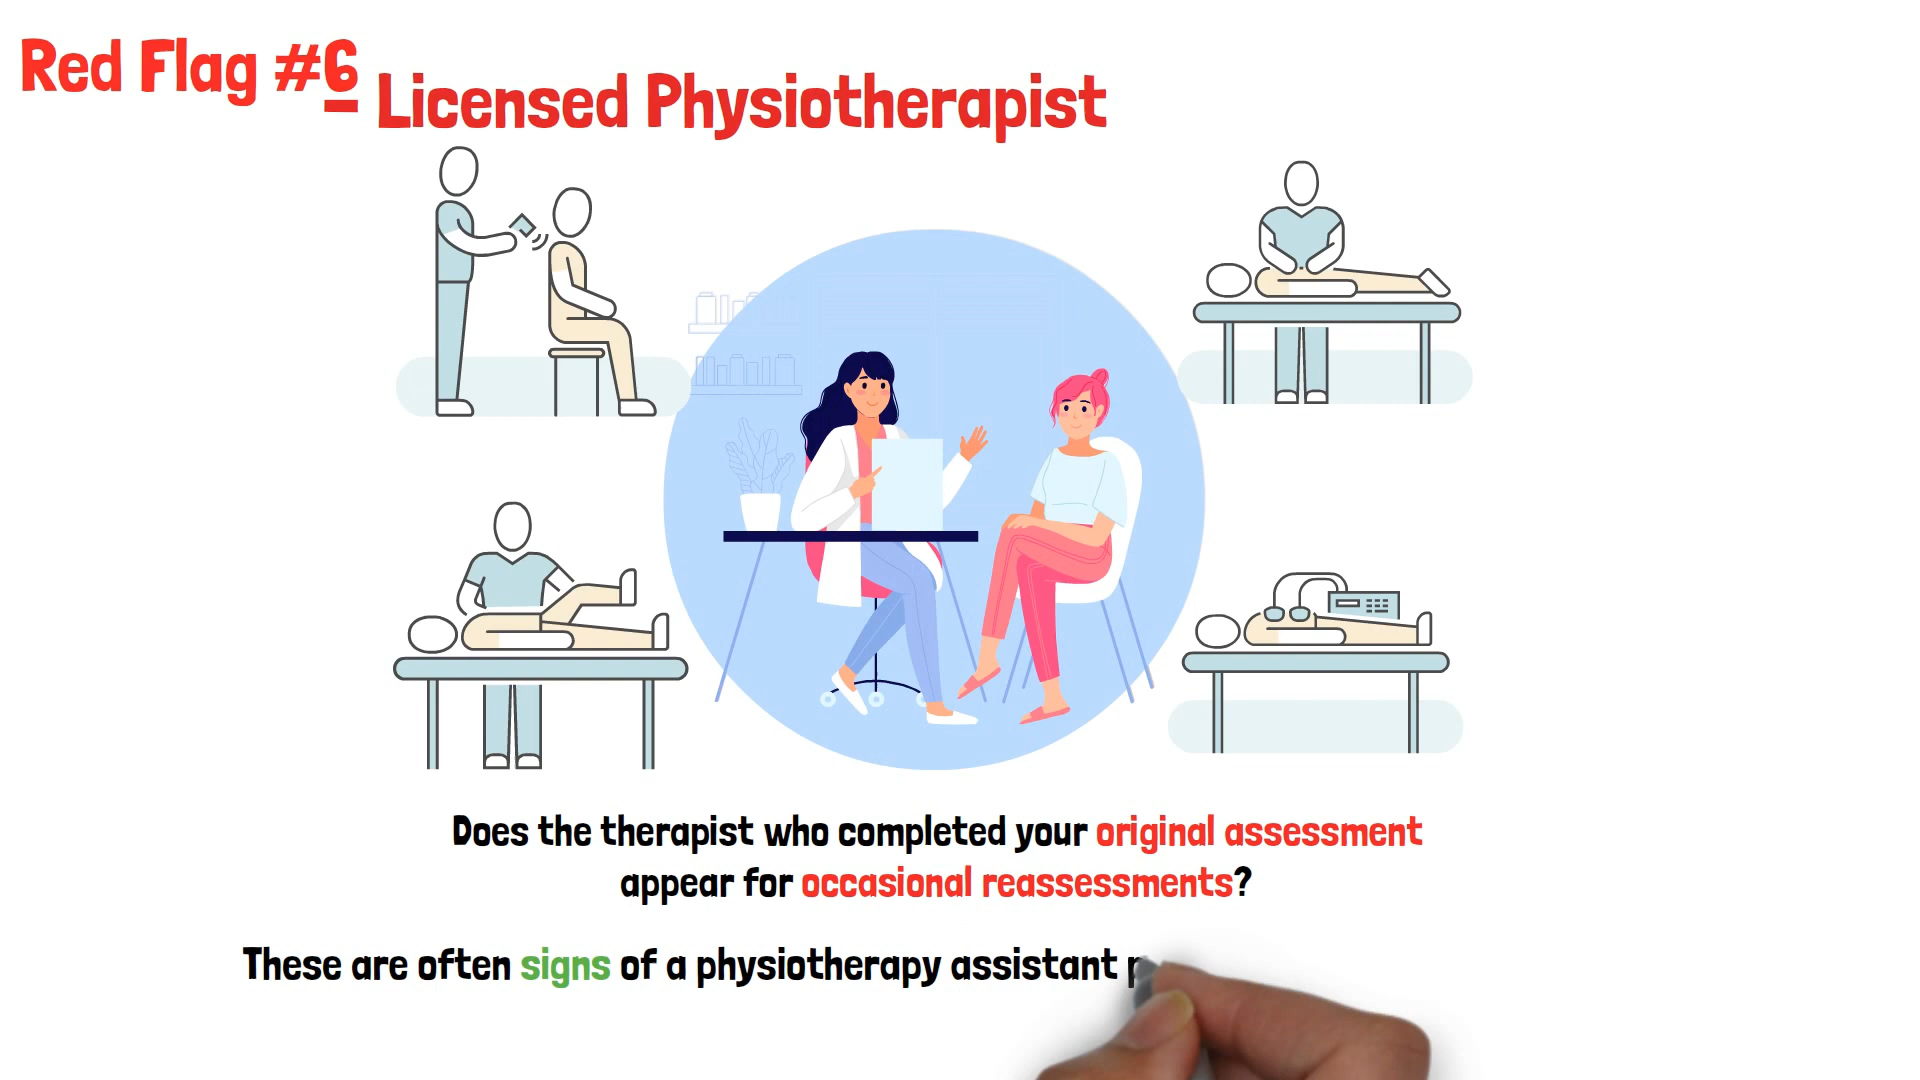 Red Flag #6
Licensed Physiotherapist
Does the therapist who completed your original assessment
appear for occasional reassessments?
These are often signs of a physiotherapy assistant